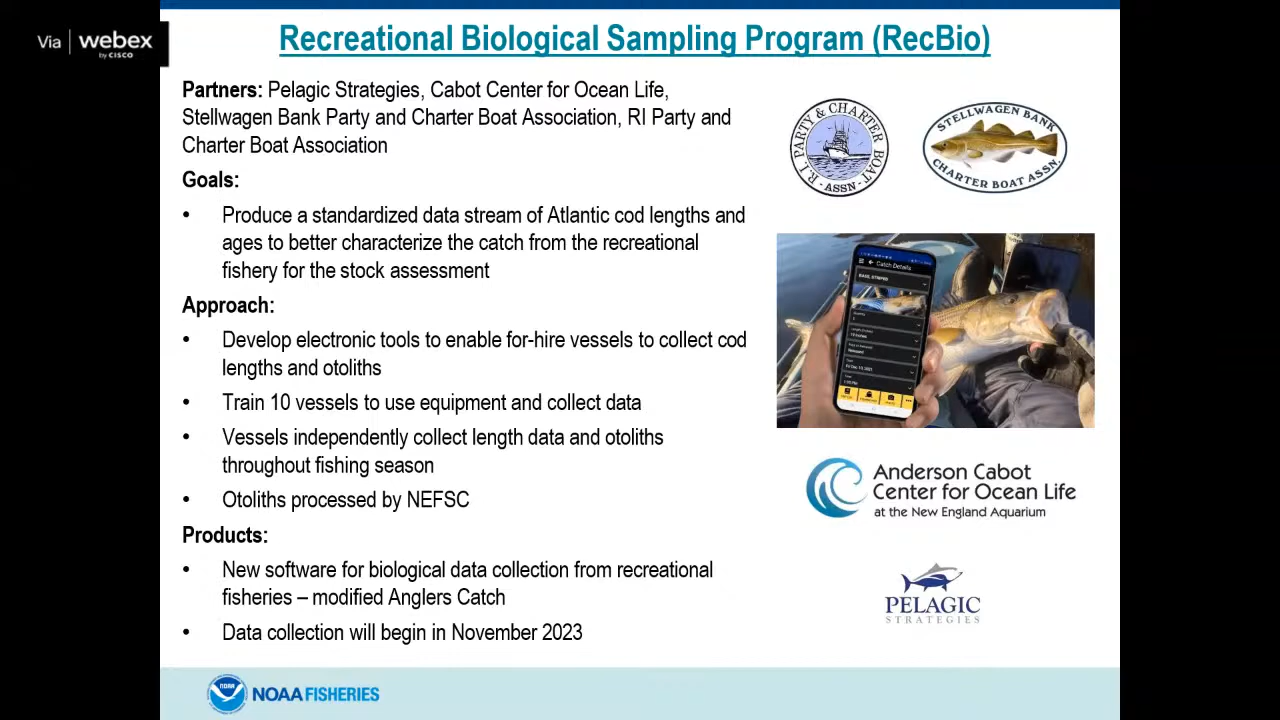 Via webex
by CISCO
Recreational Biological Sampling Program (RecBio)
Partners: Pelagic Strategies, Cabot Center for Ocean Life,
Stellwagen Bank Party and Charter Boat Association, RI Party and
Charter Boat Association
Goals:
• Produce a standardized data stream of Atlantic cod lengths and
ages to better characterize the catch from the recreational
fishery for the stock assessment
Approach:
• Develop electronic tools to enable for-hire vessels to collect cod
lengths and otoliths
• Train 10 vessels to use equipment and collect data
• Vessels independently collect length data and otoliths
throughout fishing season
• Otoliths processed by NEFSC
Products:
• New software for biological data collection from recreational
fisheries – modified Anglers Catch
• Data collection will begin in November 2023
R.I. PARTY & CHARTER BOAT
- ASSN -
STELLWAGEN BANK
CHARTER BOAT ASSN.
Catch Details
BASS, STRIPED
Released
Anderson Cabot
Center for Ocean Life
at the New England Aquarium
PELAGIC
STRATEGIES
NOAA
NOAA FISHERIES